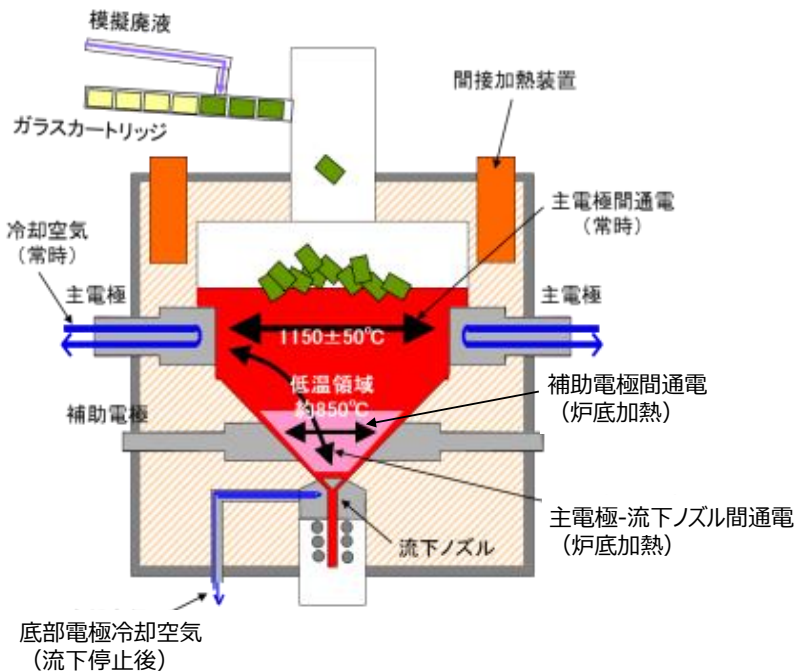 模擬廃液
ガラスカートリッジ
間接加熱装置
主電極間通電
（常時）
冷却空気
（常時）
主電極
主電極
1150±50℃
低温領域
約850℃
補助電極間通電
（炉底加熱）
補助電極
主電極-流下ノズル間通電
（炉底加熱）
流下ノズル
底部電極冷却空気
（流下停止後）